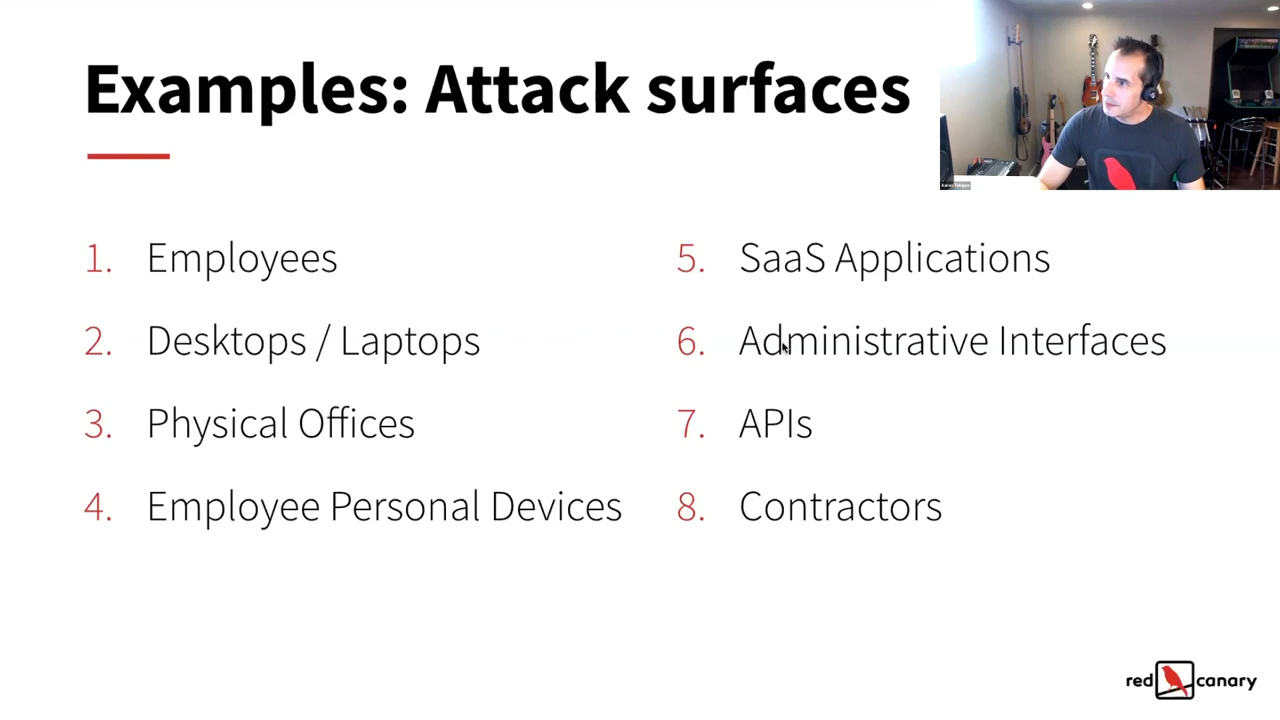 Examples: Attack surfaces
1. Employees
2. Desktops / Laptops
3. Physical Offices
4. Employee Personal Devices
5. SaaS Applications
6. Administrative Interfaces
7. APIs
8. Contractors
red canary